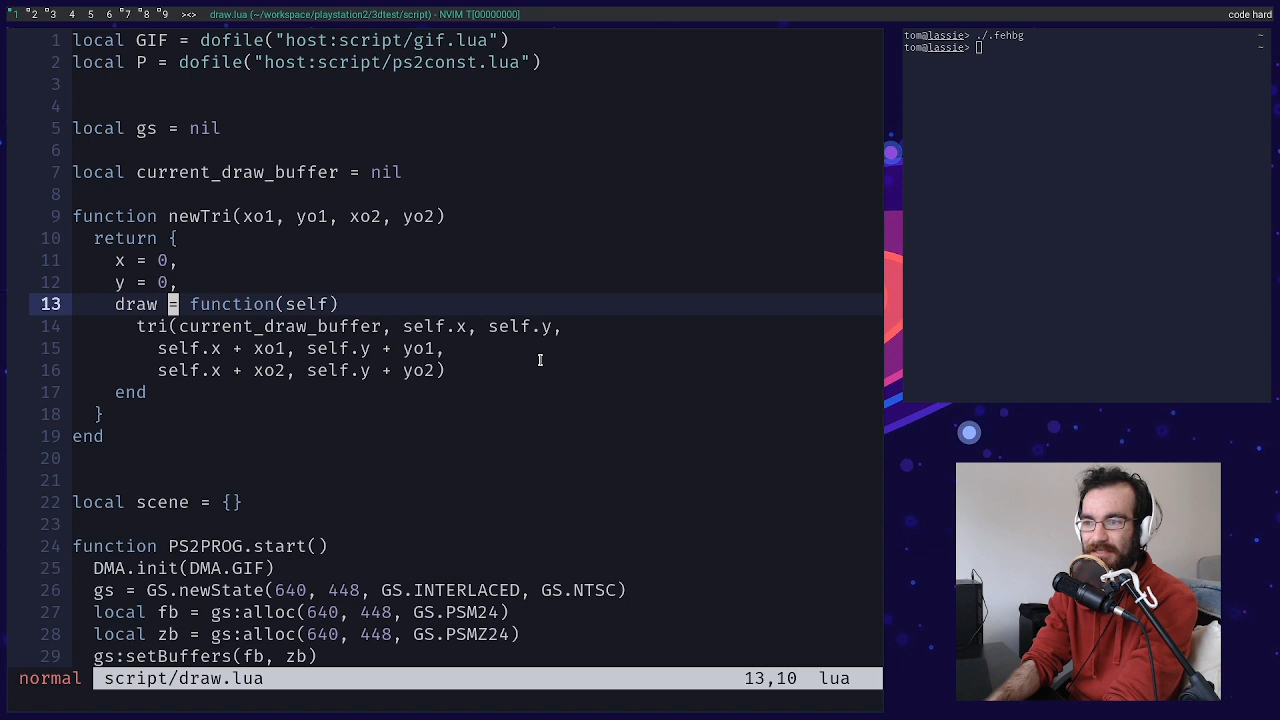 1 2 3 4 5 6 7 8 9 ><> draw.lua (~/workspace/playstation2/3dtest/script) - NVIM T[00000000] code hard
1 local GIF = dofile("host:script/gif.lua")
2 local P = dofile("host:script/ps2const.lua")
3
4
5 local gs = nil
6
7 local current_draw_buffer = nil
8
9 function newTri(xo1, yo1, xo2, yo2)
10 return {
11 x = 0,
12 y = 0,
13 draw = function(self)
14 tri(current_draw_buffer, self.x, self.y,
15 self.x + xo1, self.y + yo1,
16 self.x + xo2, self.y + yo2)
17 end
18 }
19 end
20
21
22 local scene = {}
23
24 function PS2PROG.start()
25 DMA.init(DMA.GIF)
26 gs = GS.newState(640, 448, GS.INTERLACED, GS.NTSC)
27 local fb = gs:alloc(640, 448, GS.PSM24)
28 local zb = gs:alloc(640, 448, GS.PSMZ24)
29 gs:setBuffers(fb, zb)
normal script/draw.lua 13,10 lua
tom@lassie> ./.fehbg ~
tom@lassie> ~